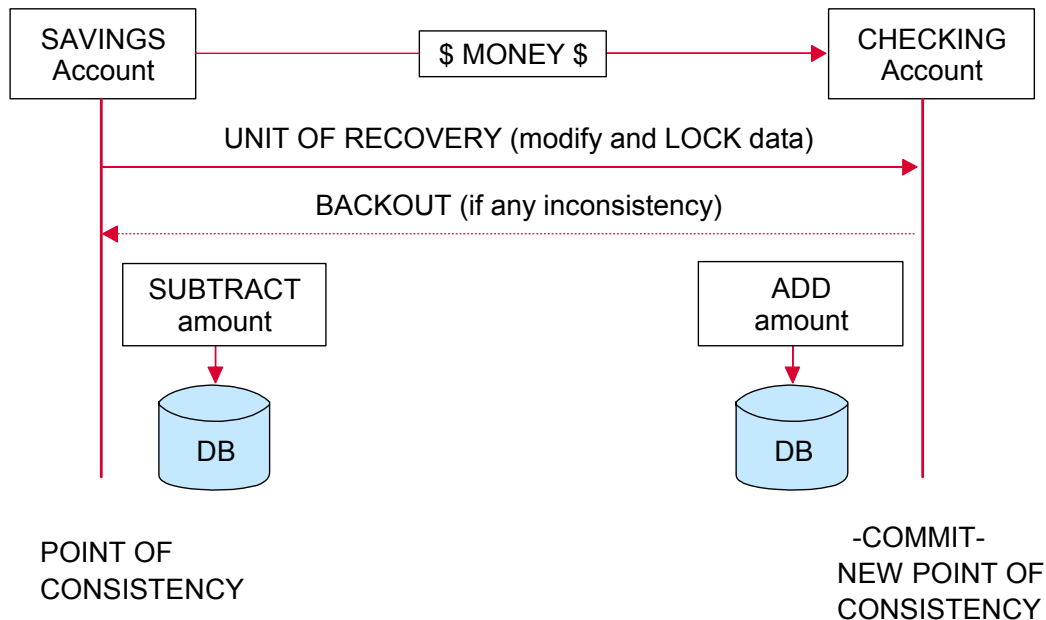 SAVINGS
Account
$ MONEY $
CHECKING
Account
UNIT OF RECOVERY (modify and LOCK data)
BACKOUT (if any inconsistency)
SUBTRACT
amount
ADD
amount
DB
DB
POINT OF
CONSISTENCY
-COMMIT-
NEW POINT OF
CONSISTENCY